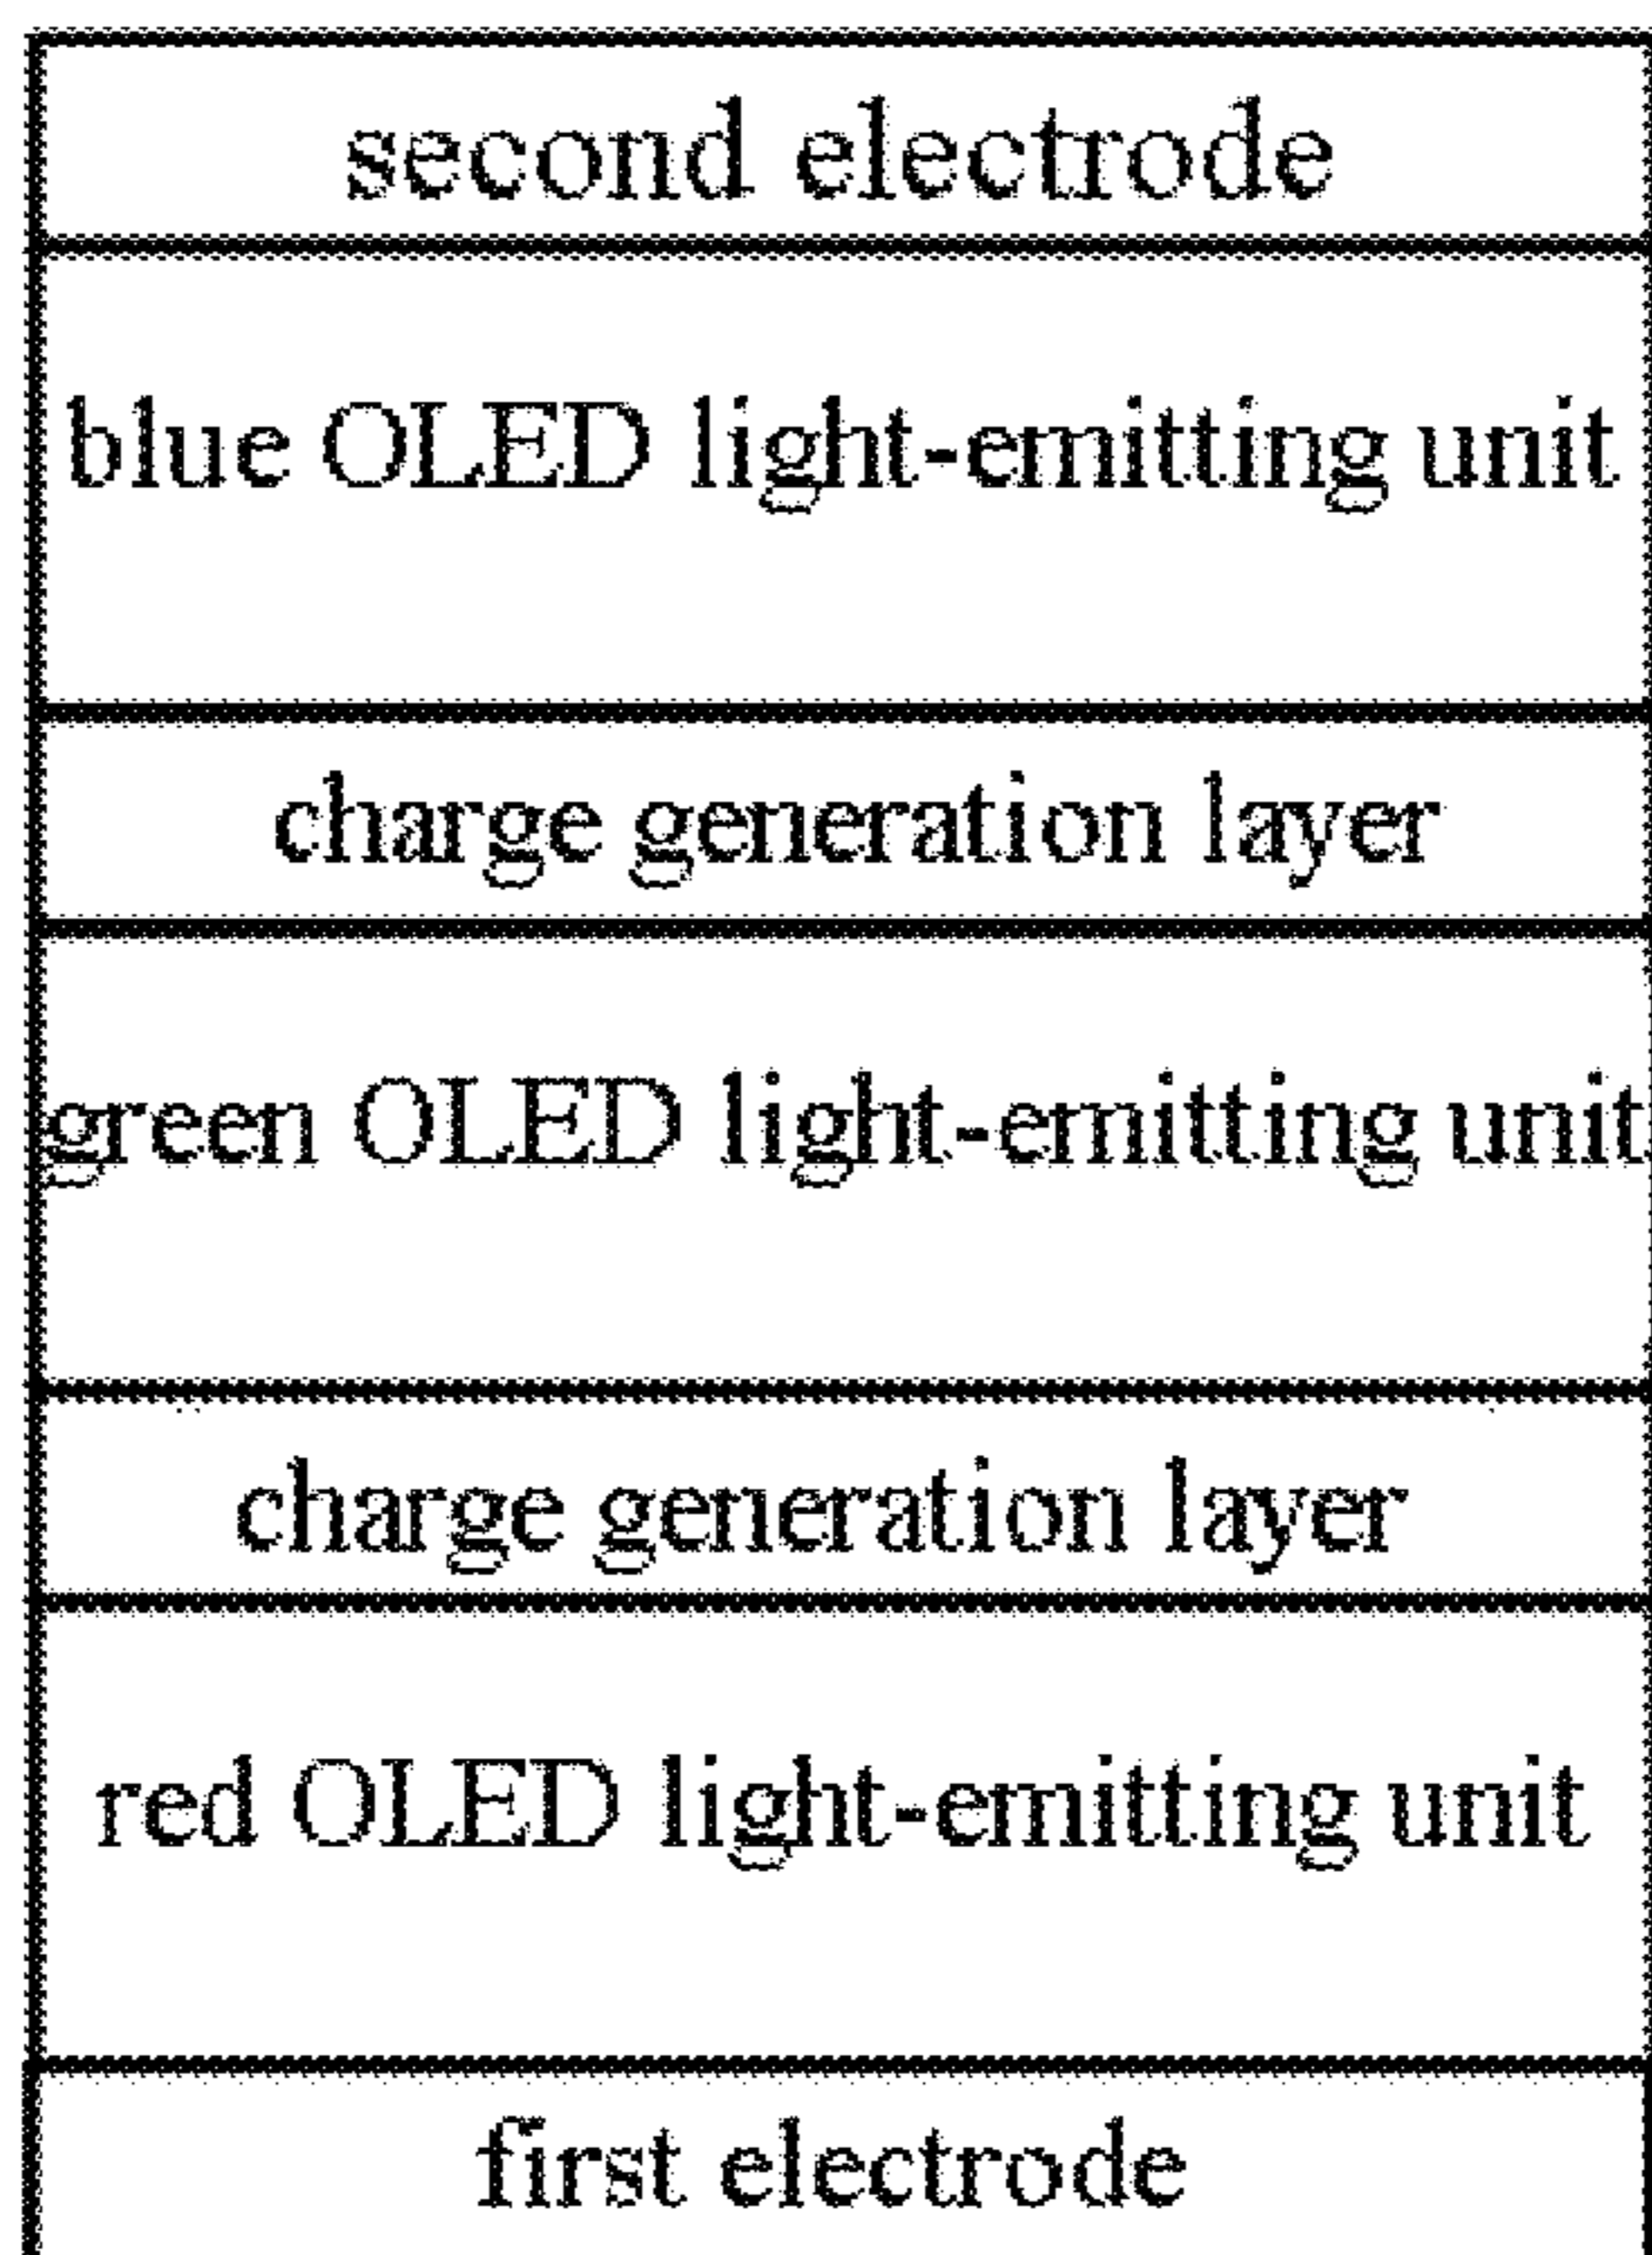 second electrode
blue OLED light-emitting unit
charge generation layer
green OLED light-emitting unit
charge generation layer
red OLED light-emitting unit
first electrode